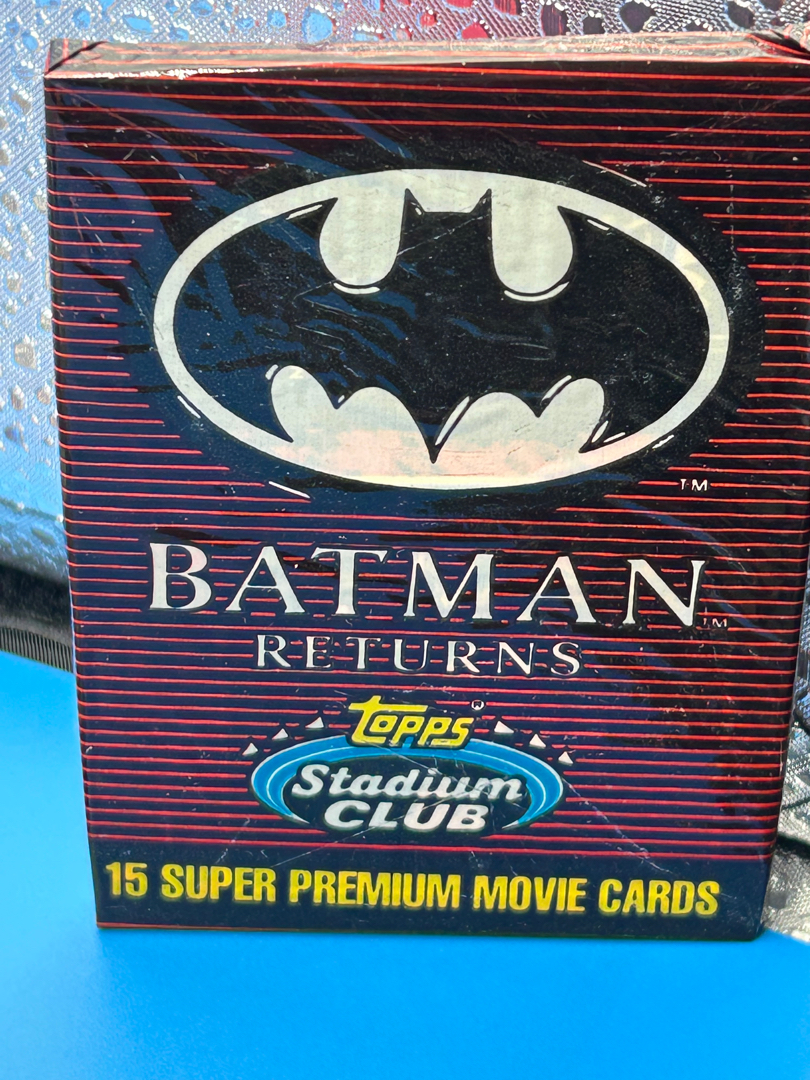 TM
BATMAN TM
RETURNS
Topps®
Stadium
CLUB
15 SUPER PREMIUM MOVIE CARDS